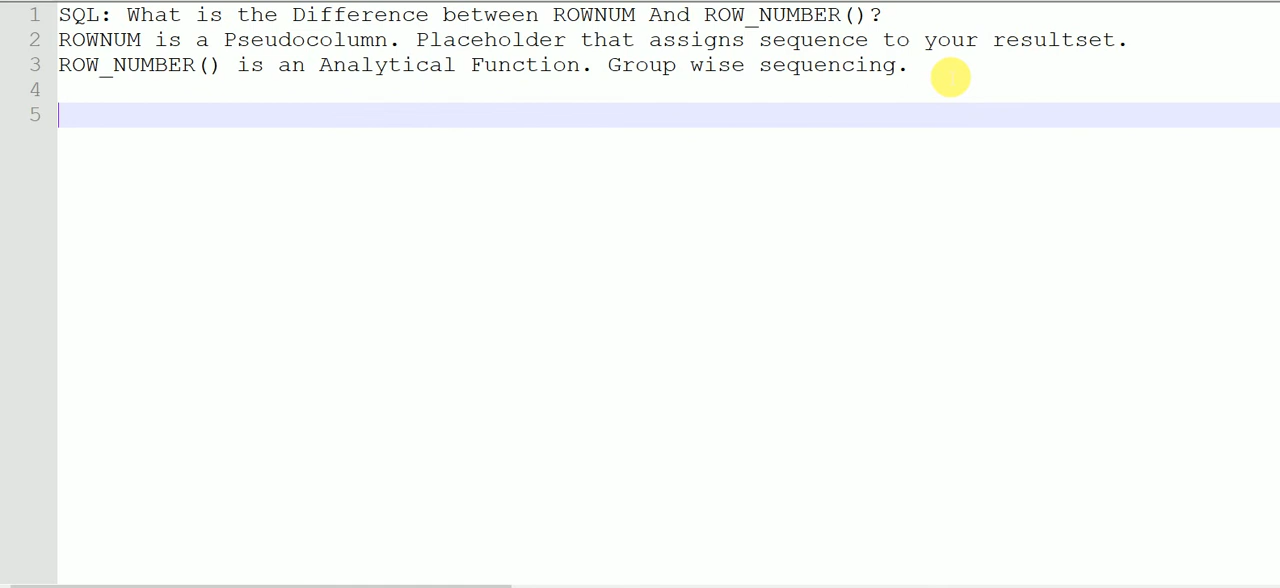 1 SQL: What is the Difference between ROWNUM And ROW_NUMBER()?
2 ROWNUM is a Pseudocolumn. Placeholder that assigns sequence to your resultset.
3 ROW_NUMBER() is an Analytical Function. Group wise sequencing.
4
5